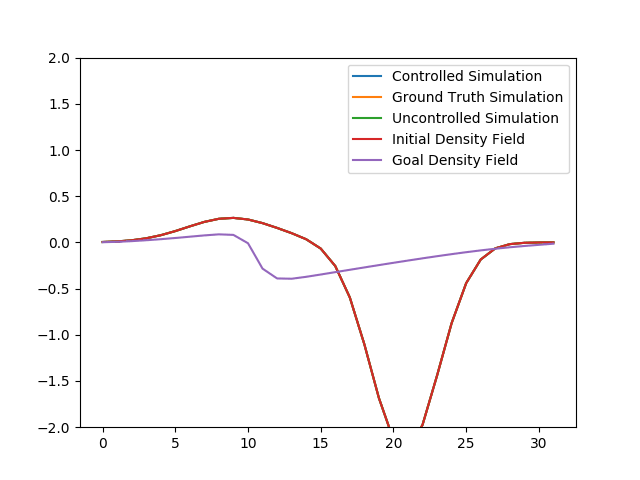 2.0
1.5
1.0
0.5
0.0
−0.5
−1.0
−1.5
−2.0
0 5 10 15 20 25 30
Controlled Simulation
Ground Truth Simulation
Uncontrolled Simulation
Initial Density Field
Goal Density Field